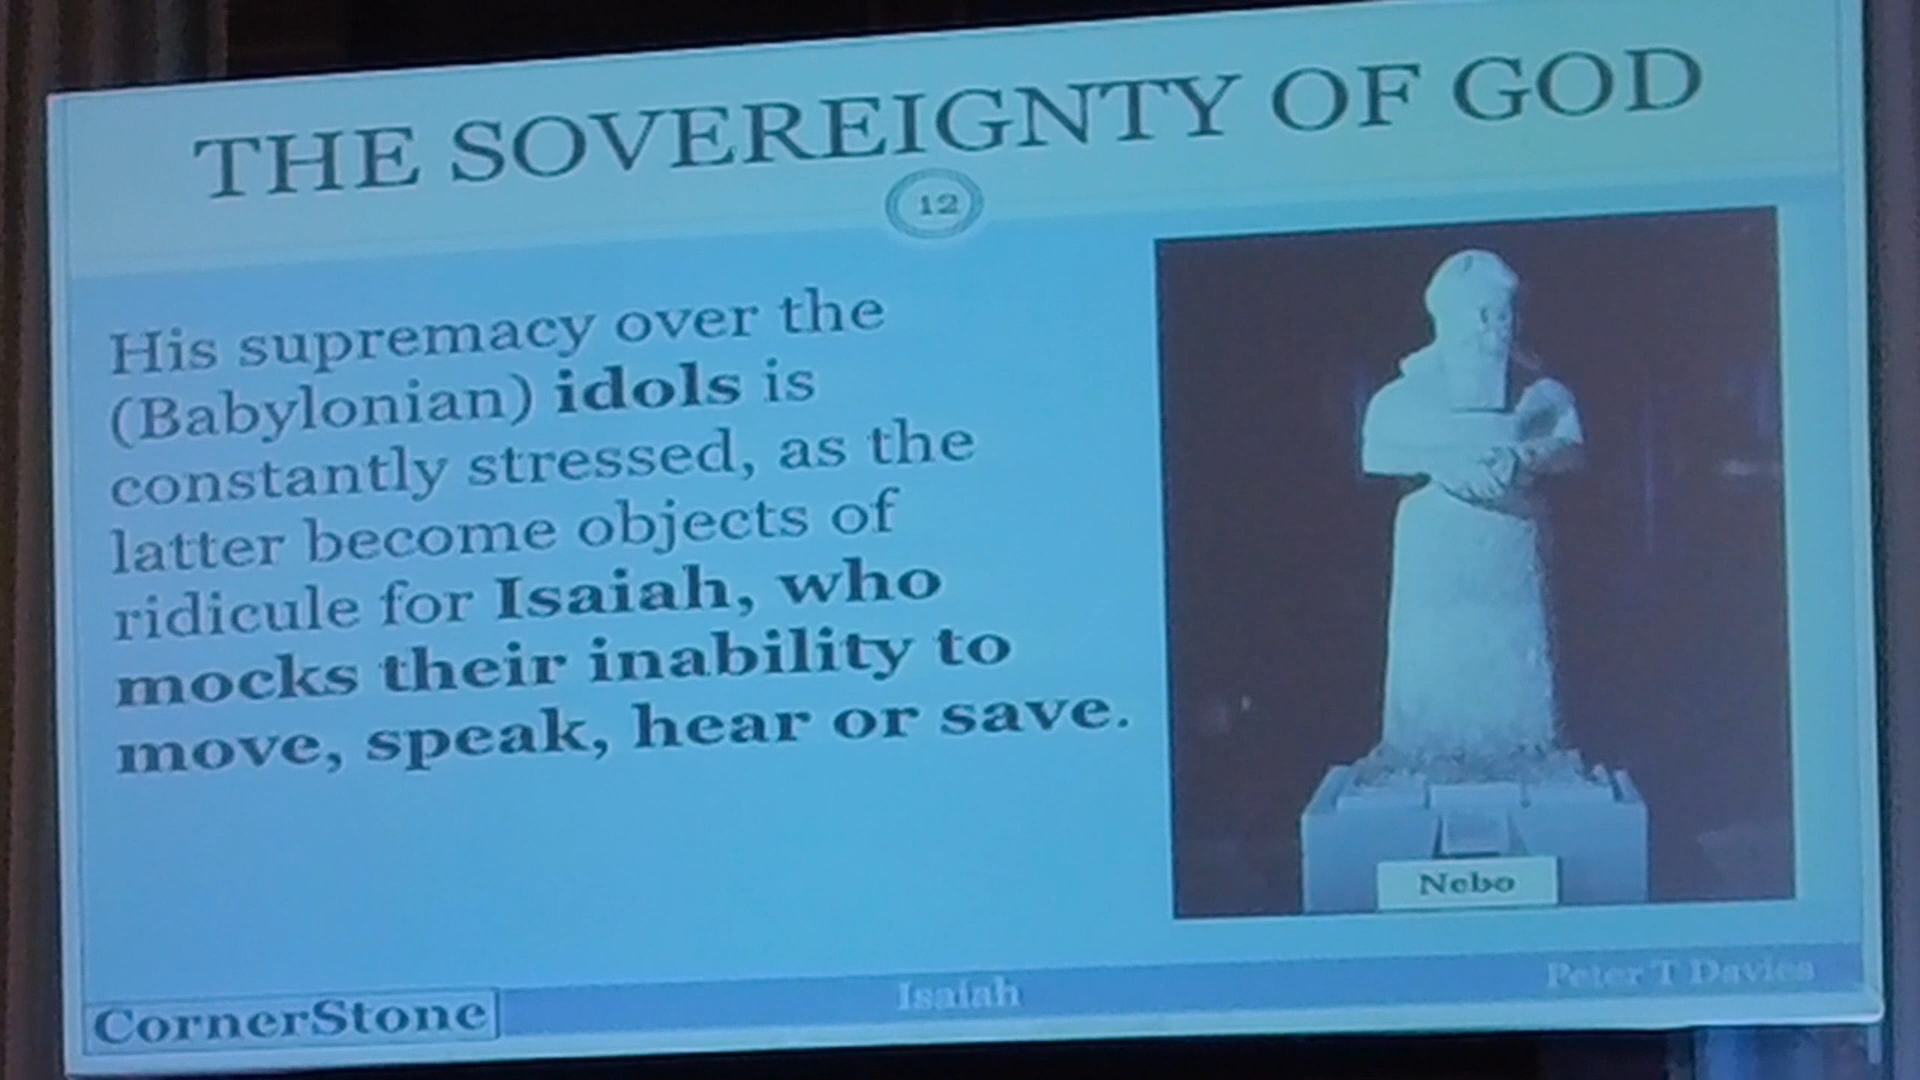 THE SOVEREIGNTY OF GOD
12
His supremacy over the
(Babylonian) idols is
constantly stressed, as the
latter become objects of
ridicule for Isaiah, who
mocks their inability to
move, speak, hear or save.
Nebo
CornerStone
Isaiah
Peter T Davies